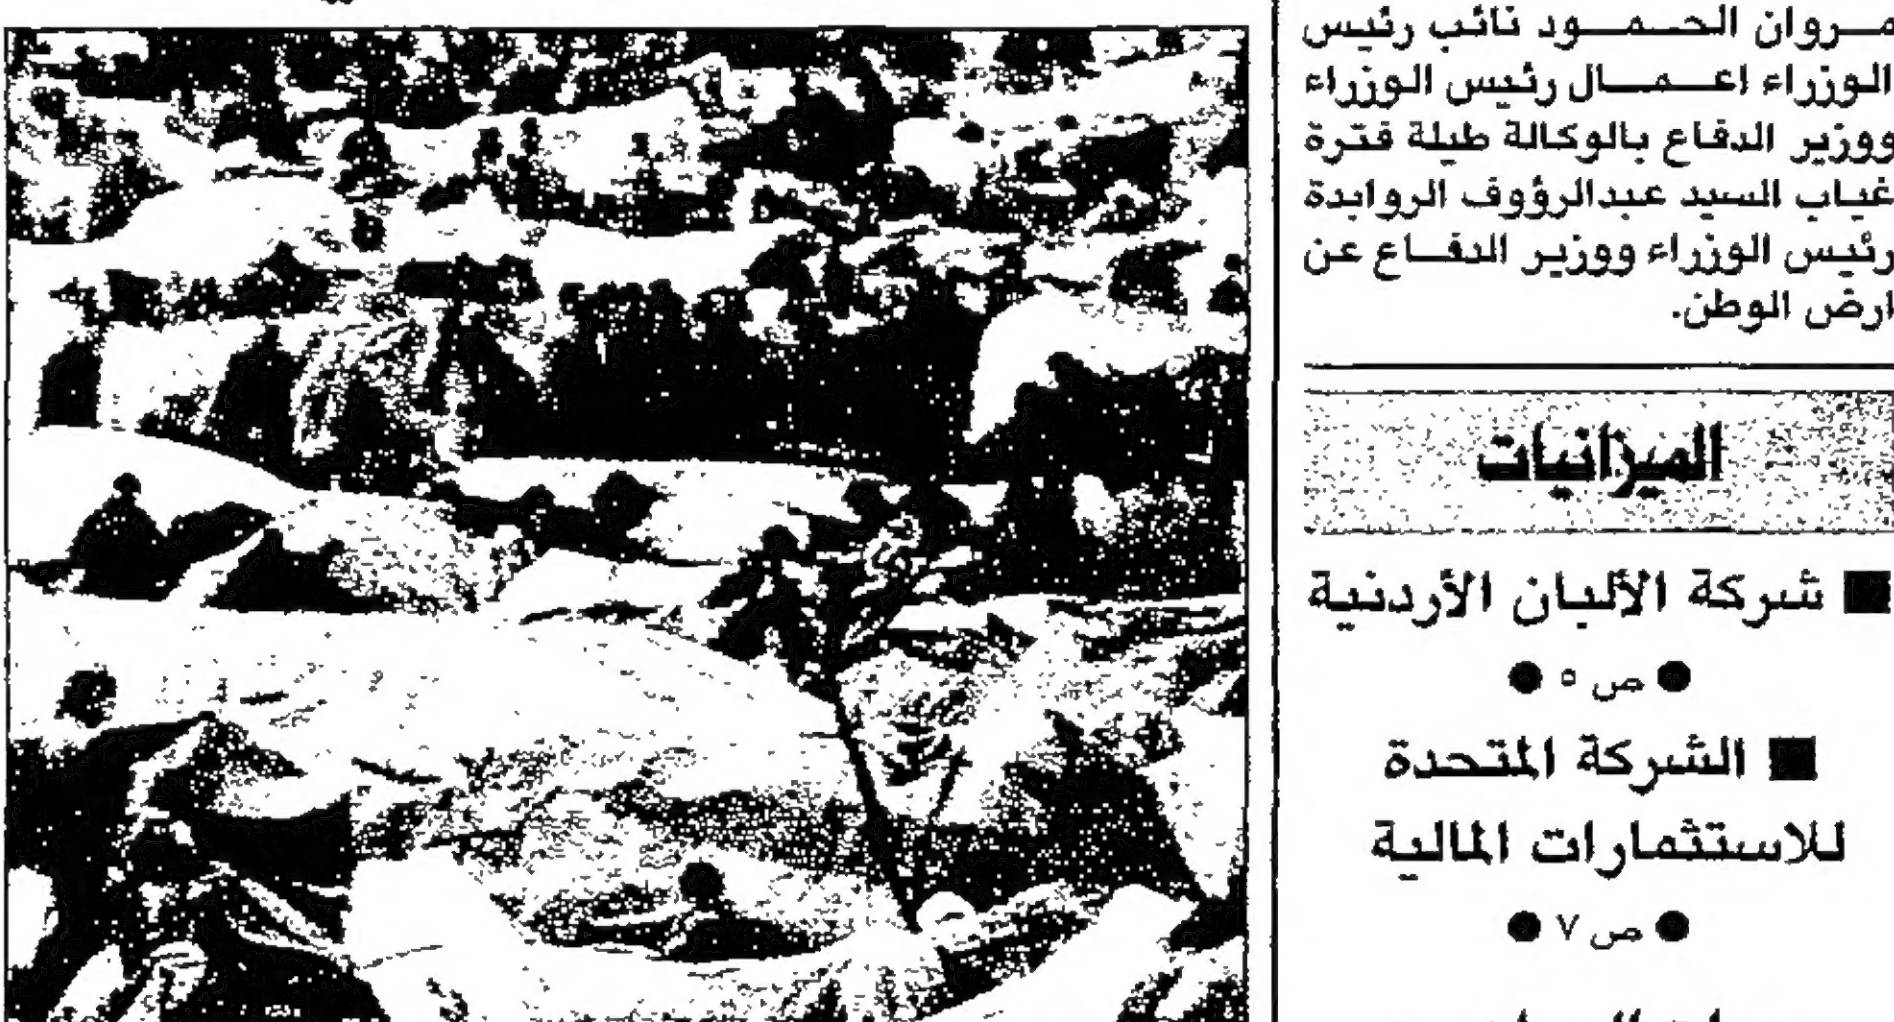 مروان الحمود نائب رئيس
الوزراء اعمال رئيس الوزراء
ووزير الدفاع بالوكالة طيلة فترة
غياب السيد عبدالرؤوف الروابدة
رئيس الوزراء ووزير الدفاع عن
ارض الوطن.
الميزانيات
■ شركة الألبان الأردنية
● ص ٥ ●
■ الشركة المتحدة
للاستثمارات المالية
● ص ٧ ●